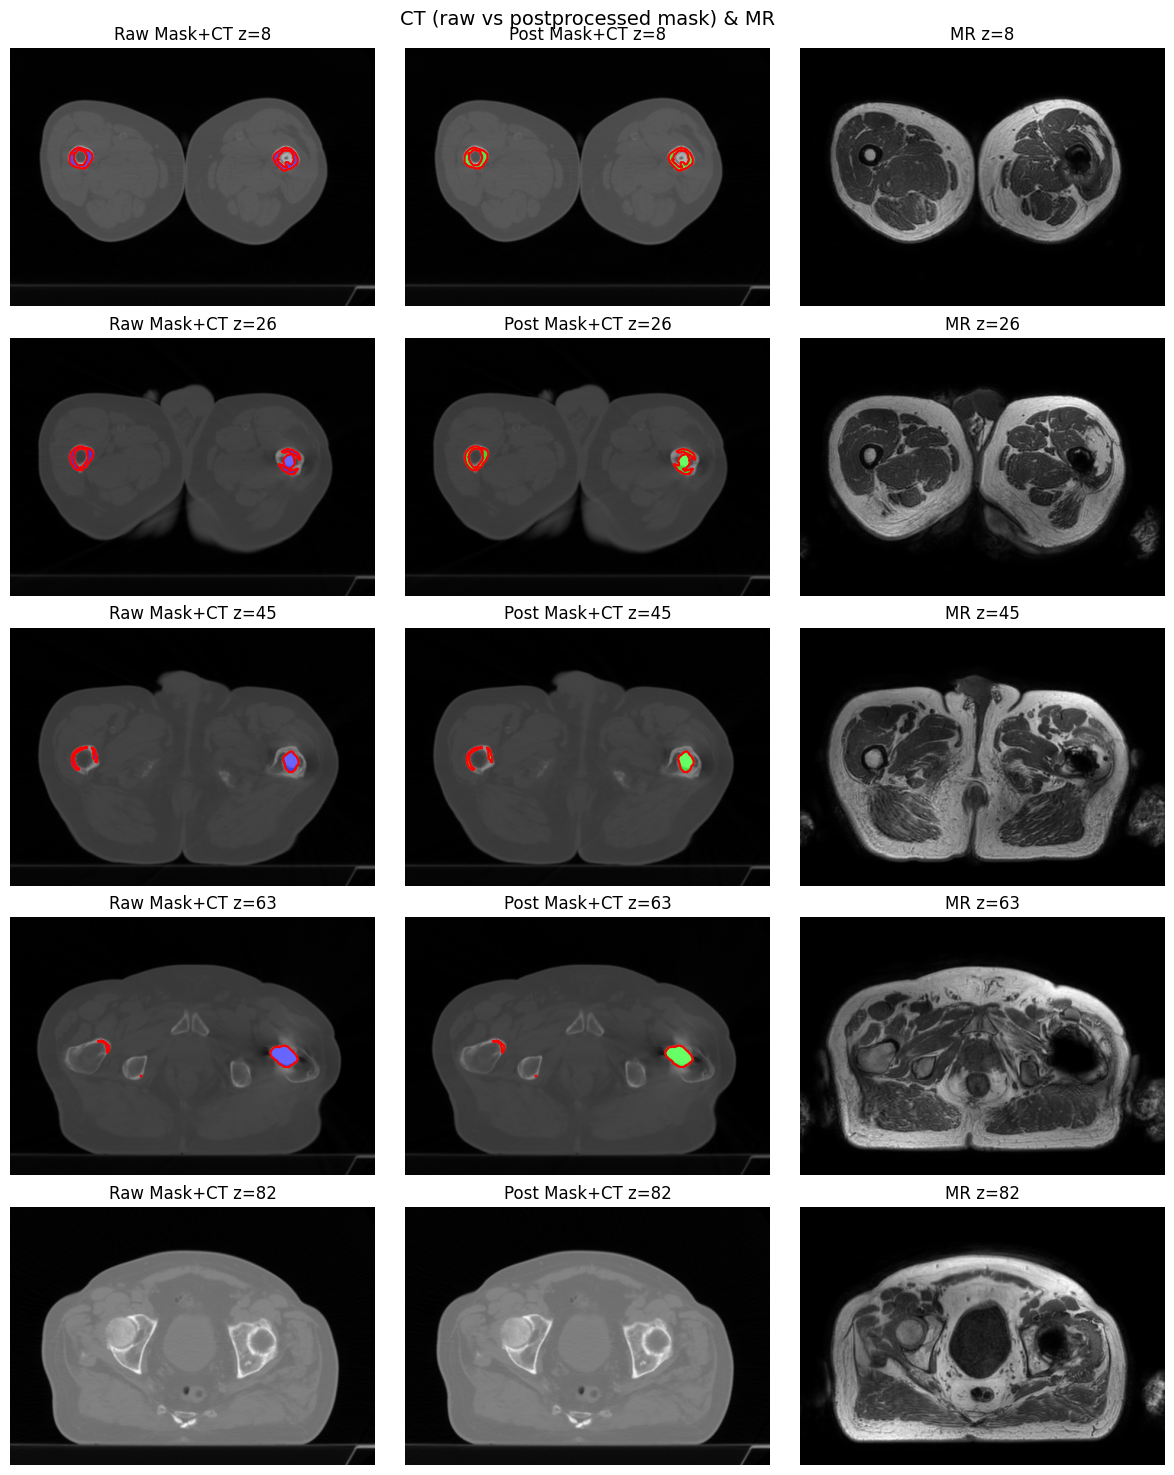 CT (raw vs postprocessed mask) & MR
Raw Mask+CT z=8
Post Mask+CT z=8
MR z=8
Raw Mask+CT z=26
Post Mask+CT z=26
MR z=26
Raw Mask+CT z=45
Post Mask+CT z=45
MR z=45
Raw Mask+CT z=63
Post Mask+CT z=63
MR z=63
Raw Mask+CT z=82
Post Mask+CT z=82
MR z=82